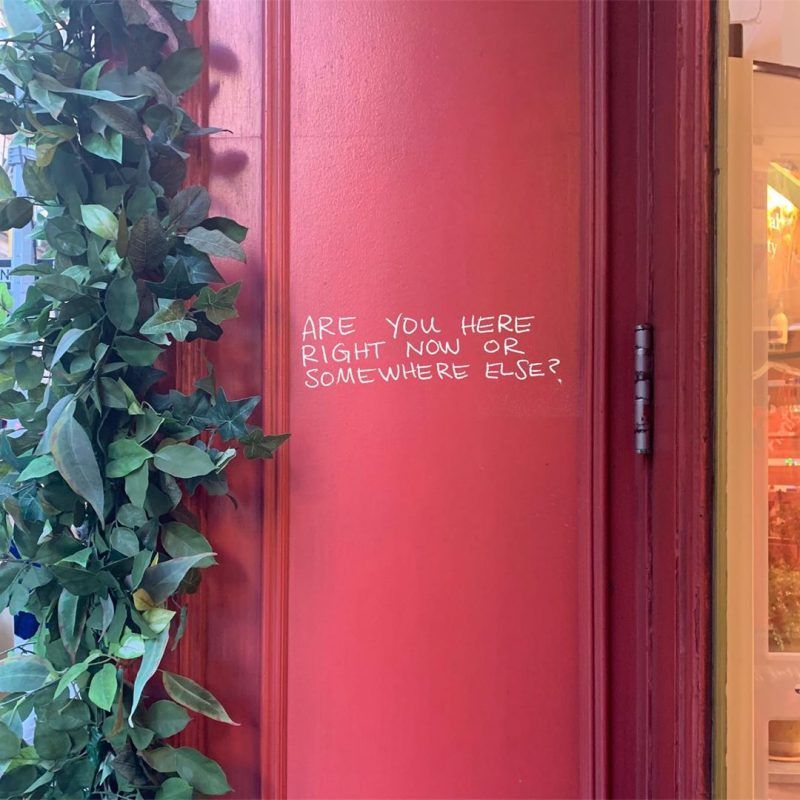 ARE YOU HERE
RIGHT NOW OR
SOMEWHERE ELSE?